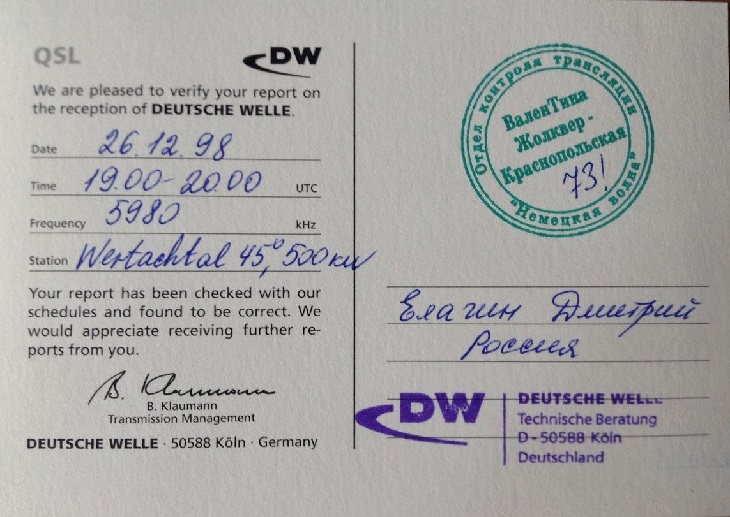 QSL
DW
We are pleased to verify your report on
the reception of DEUTSCHE WELLE.
Date 26.12.98
Time 19.00-20.00 UTC
Frequency 5980 kHz
Station Wertachtal 45°, 500 kW
Your report has been checked with our
schedules and found to be correct. We
would appreciate receiving further re-
ports from you.
B. Klaumann
B. Klaumann
Transmission Management
DEUTSCHE WELLE · 50588 Köln · Germany
Отдел контроля трансляции
"Немецкая волна"
ВаленТина
Жолквер -
Краснопольская
73!
Елагин Дмитрий
Россия
DW
DEUTSCHE WELLE
Technische Beratung
D - 50588 Köln
Deutschland